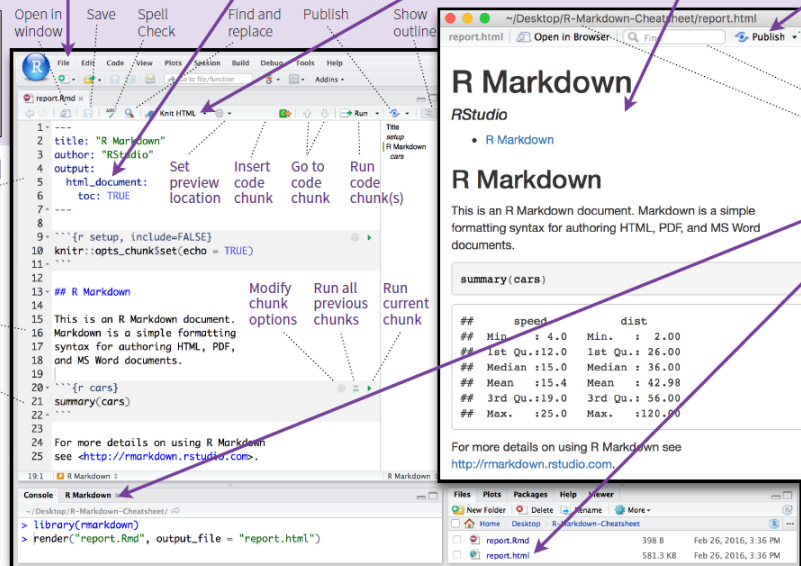 Open in window
Save
Spell Check
Find and replace
Publish
Show outline
R
File Edit Code View Plots Session Build Debug Tools Help
Go to file/function
Addins
report.Rmd
ABC
Knit HTML
Run
1 ---
2 title: "R Markdown"
3 author: "RStudio"
4 output:
5 html_document:
6 toc: TRUE
7 ---
8
9 ```{r setup, include=FALSE}
10 knitr::opts_chunk$set(echo = TRUE)
11 ```
12
13 ## R Markdown
14
15 This is an R Markdown document.
16 Markdown is a simple formatting
17 syntax for authoring HTML, PDF,
18 and MS Word documents.
19
20 ```{r cars}
21 summary(cars)
22 ```
23
24 For more details on using R Markdown
25 see <http://rmarkdown.rstudio.com>.
19:1 R Markdown
R Markdown
Title
setup
R Markdown
cars
Set preview location
Insert code chunk
Go to code chunk
Run code chunk(s)
Modify chunk options
Run all previous chunks
Run current chunk
Console R Markdown
~/Desktop/R-Markdown-Cheatsheet/
> library(rmarkdown)
> render("report.Rmd", output_file = "report.html")
~/Desktop/R-Markdown-Cheatsheet/report.html
report.html Open in Browser Find Publish
R Markdown
RStudio
• R Markdown
R Markdown
This is an R Markdown document. Markdown is a simple
formatting syntax for authoring HTML, PDF, and MS Word
documents.
summary(cars)
## speed dist
## Min. : 4.0 Min. : 2.00
## 1st Qu.:12.0 1st Qu.: 26.00
## Median :15.0 Median : 36.00
## Mean :15.4 Mean : 42.98
## 3rd Qu.:19.0 3rd Qu.: 56.00
## Max. :25.0 Max. :120.00
For more details on using R Markdown see
http://rmarkdown.rstudio.com.
Files Plots Packages Help Viewer
New Folder Delete Rename More
Home Desktop R-Markdown-Cheatsheet
report.Rmd 398 B Feb 26, 2016, 3:36 PM
report.html 581.3 KB Feb 26, 2016, 3:36 PM